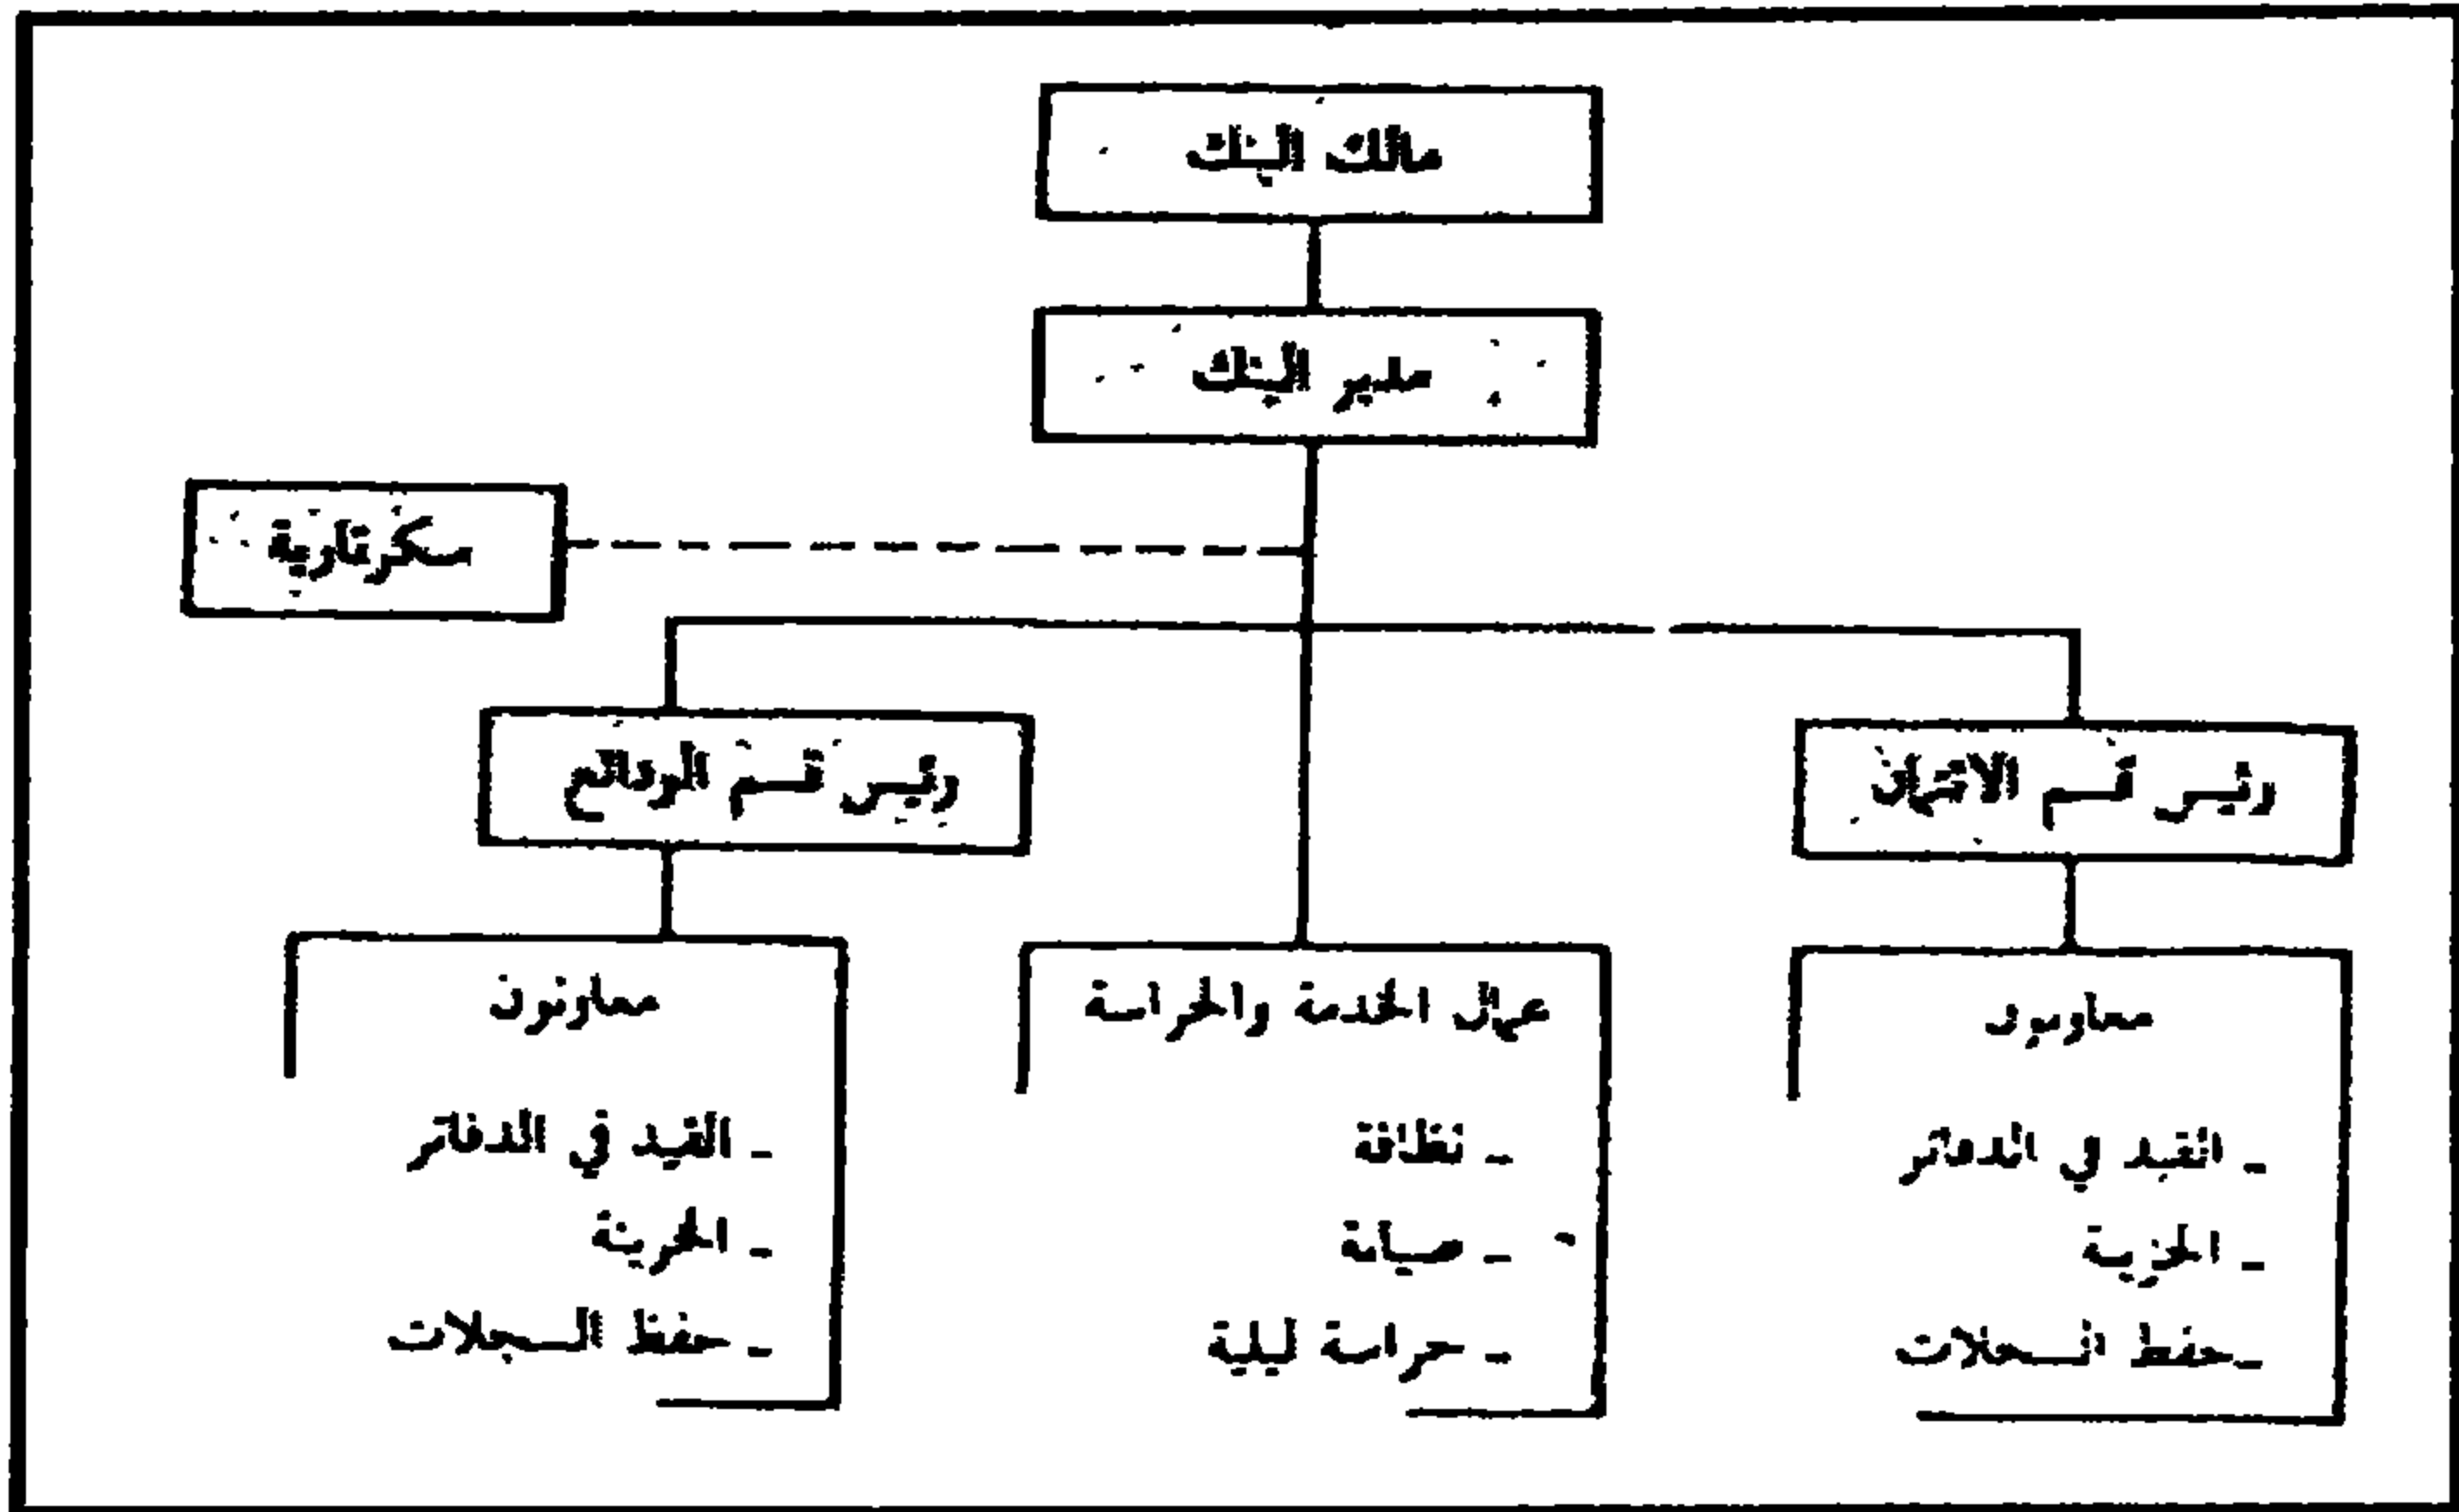 مالك البنك
مدير البنك
سكرتارية
رئيس قسم الائتمان
رئيس قسم الودائع
معاونون
- القيد في الدفاتر
- الخزينة
- حفظ السجلات
عمال الخدمة والحراسة
- نظافة
- صيانة
- حراسة ليلية
معاونون
- القيد في الدفاتر
- الخزينة
- حفظ السجلات